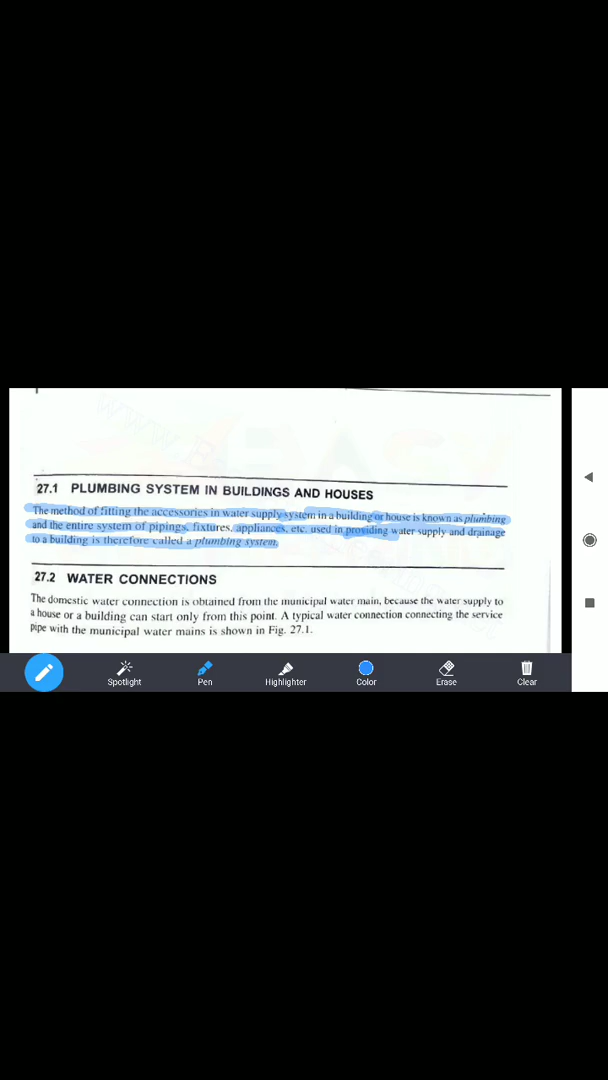 27.1 PLUMBING SYSTEM IN BUILDINGS AND HOUSES
The method of fitting the accessories in water supply system in a building or house is known as plumbing
and the entire system of pipings, fixtures, appliances, etc. used in providing water supply and drainage
to a building is therefore called a plumbing system.
27.2 WATER CONNECTIONS
The domestic water connection is obtained from the municipal water main, because the water supply to
a house or a building can start only from this point. A typical water connection connecting the service
pipe with the municipal water mains is shown in Fig. 27.1.
Spotlight Pen Highlighter Color Erase Clear